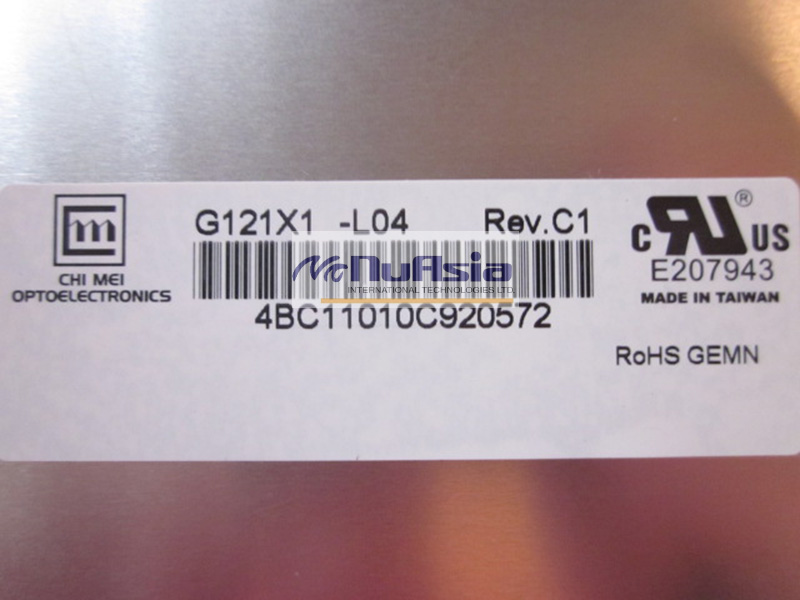 G121X1 -L04 Rev.C1
CHI MEI
OPTOELECTRONICS
NuAsia
INTERNATIONAL TECHNOLOGIES LTD.
4BC11010C920572
C RU US ®
E207943
MADE IN TAIWAN
RoHS GEMN